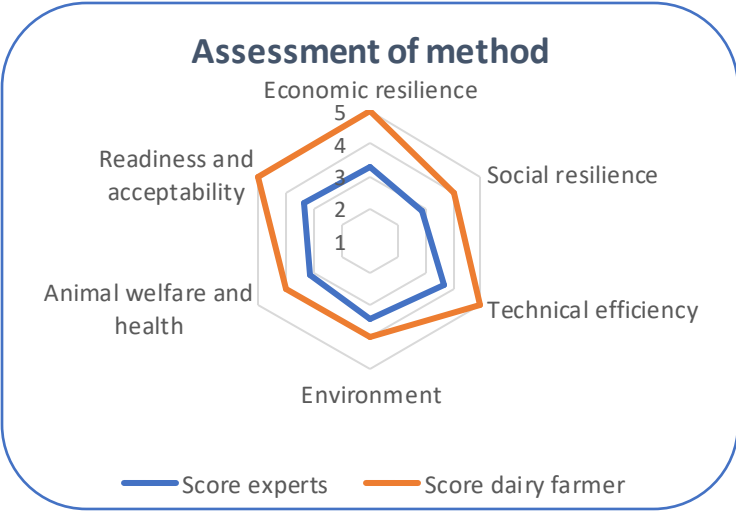 Assessment of method
Economic resilience
5
4
3
2
1
Readiness and
acceptability
Social resilience
Animal welfare and
health
Technical efficiency
Environment
Score experts
Score dairy farmer